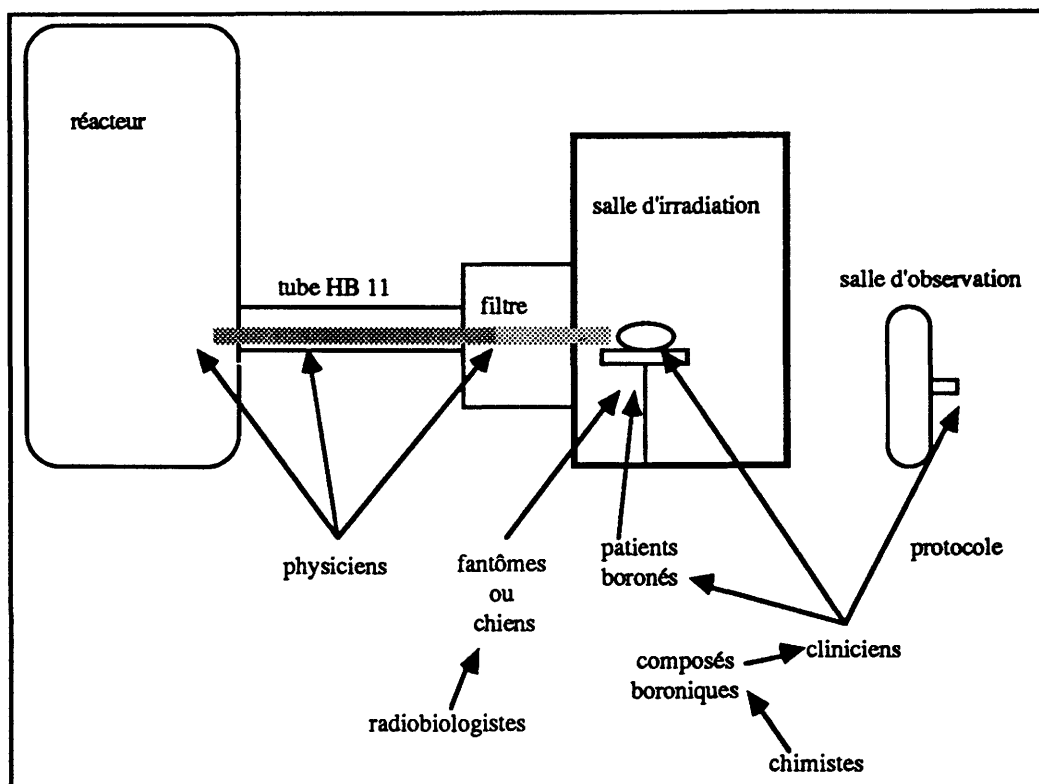 réacteur
salle d'irradiation
salle d'observation
tube HB 11
filtre
physiciens
fantômes
ou
chiens
patients
boronés
protocole
cliniciens
composés
boroniques
radiobiologistes
chimistes